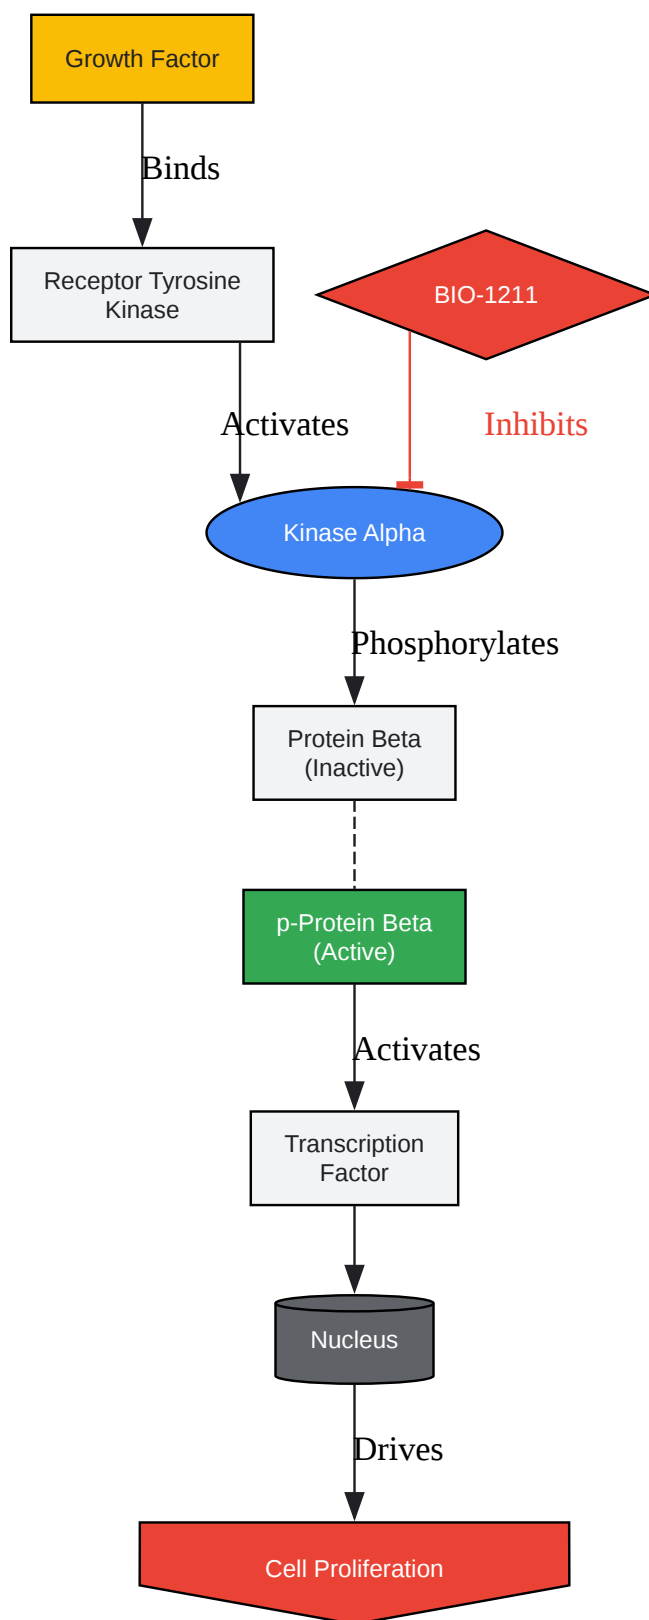 Growth Factor
Binds
Receptor Tyrosine
Kinase
BIO-1211
Activates
Inhibits
Kinase Alpha
Phosphorylates
Protein Beta
(Inactive)
p-Protein Beta
(Active)
Activates
Transcription
Factor
Nucleus
Drives
Cell Proliferation